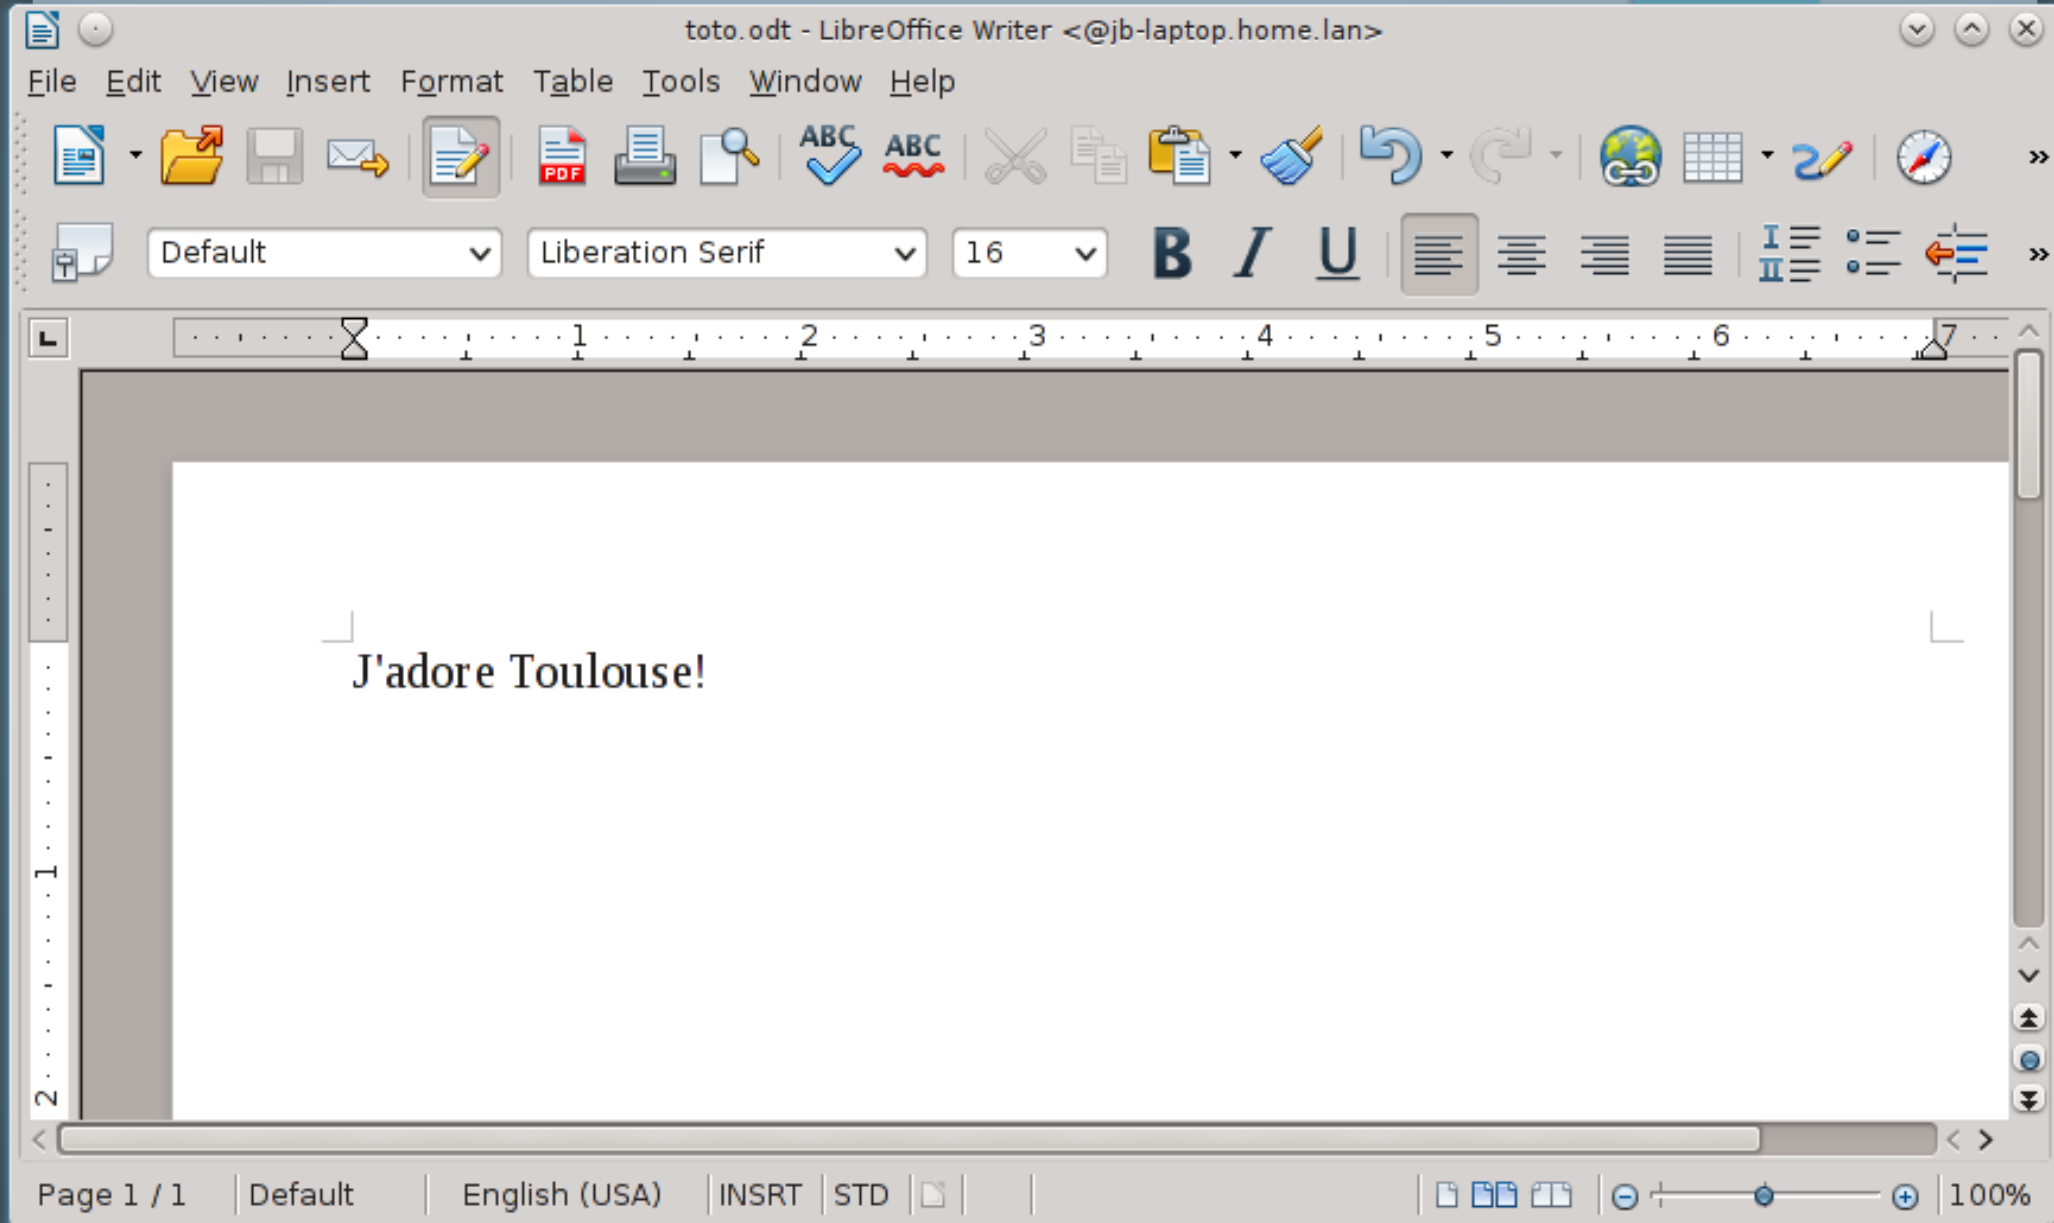 toto.odt - LibreOffice Writer <@jb-laptop.home.lan>
File Edit View Insert Format Table Tools Window Help
PDF ABC ABC
Default Liberation Serif 16 B I U I II
1 2 3 4 5 6 7
J'adore Toulouse!
1
2
Page 1 / 1 Default English (USA) INSRT STD 100%